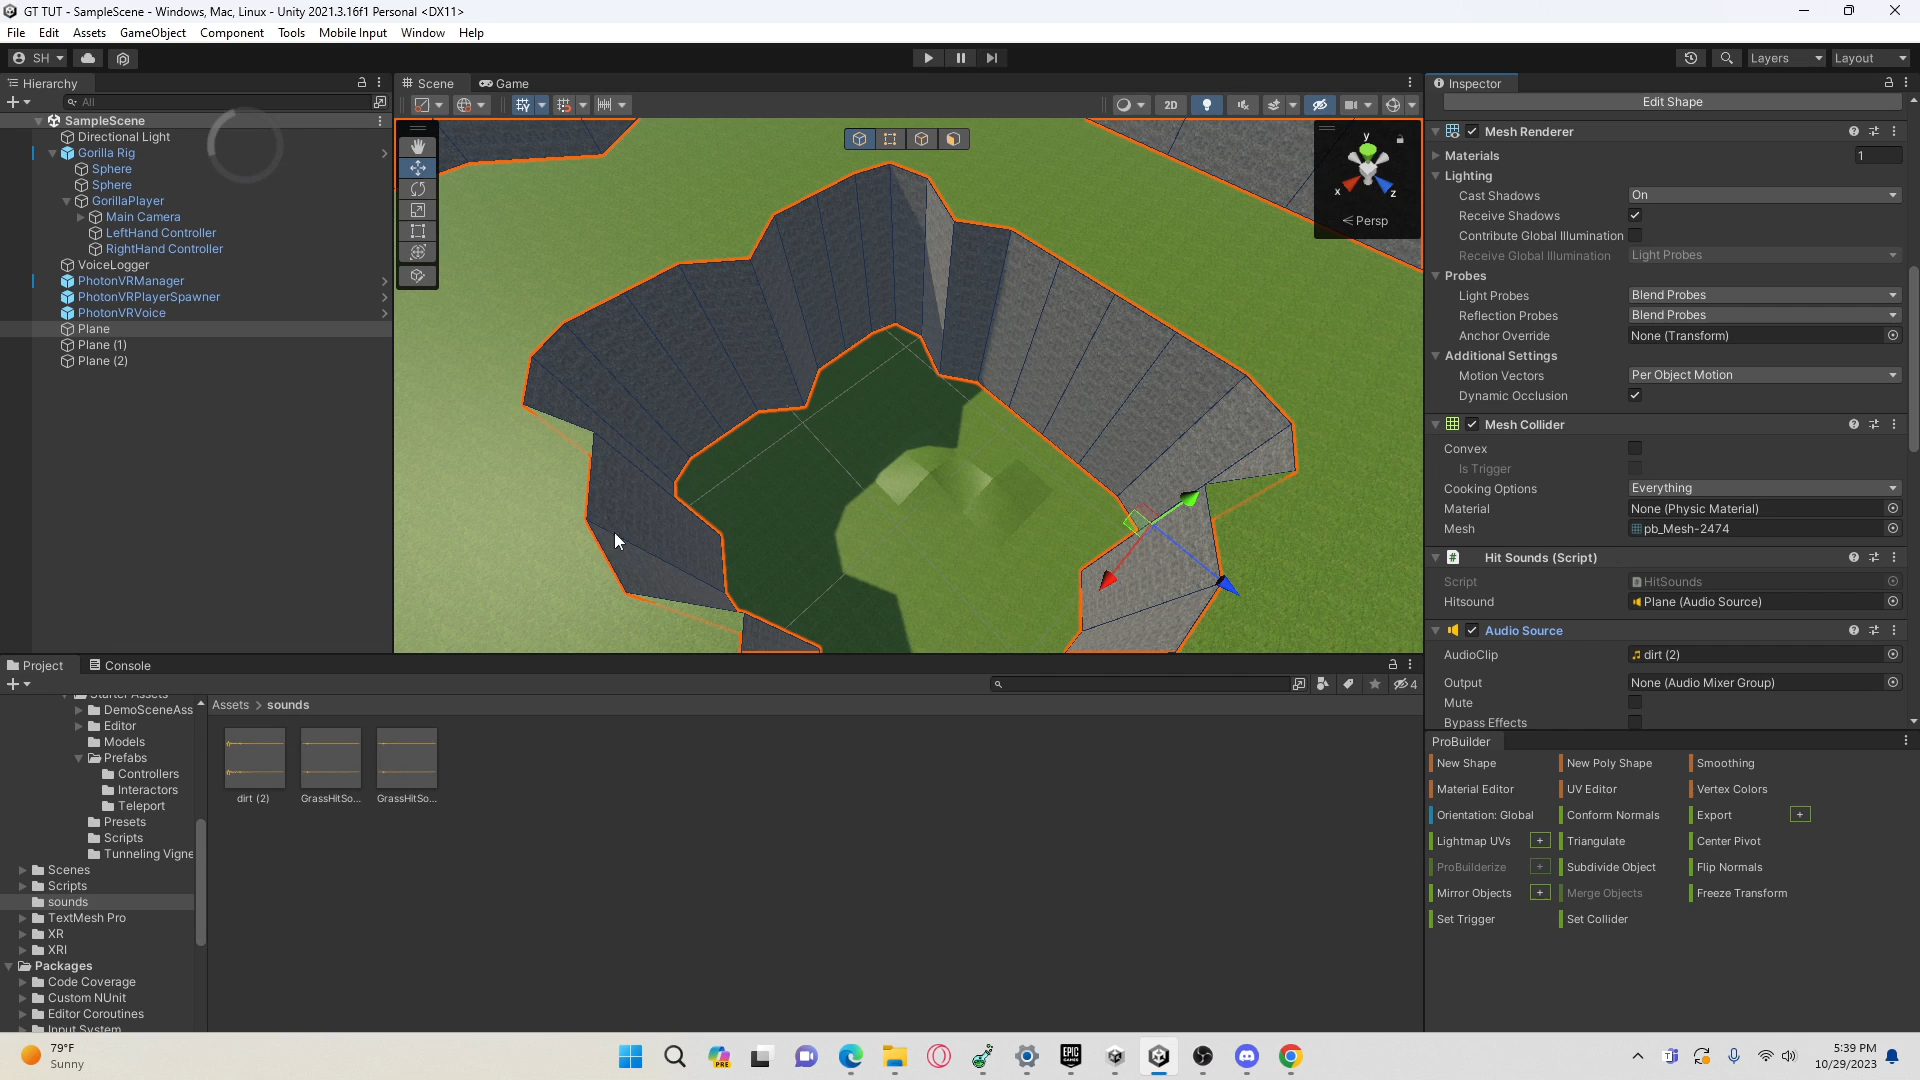 GT TUT - SampleScene - Windows, Mac, Linux - Unity 2021.3.16f1 Personal <DX11>
File Edit Assets GameObject Component Tools Mobile Input Window Help
SH Layers Layout
Hierarchy
All
SampleScene
Directional Light
Gorilla Rig
Sphere
Sphere
GorillaPlayer
Main Camera
LeftHand Controller
RightHand Controller
VoiceLogger
PhotonVRManager
PhotonVRPlayerSpawner
PhotonVRVoice
Plane
Plane (1)
Plane (2)
Scene Game
2D
y
x z
Persp
Inspector
Edit Shape
Mesh Renderer
Materials 1
Lighting
Cast Shadows On
Receive Shadows
Contribute Global Illumination
Receive Global Illumination Light Probes
Probes
Light Probes Blend Probes
Reflection Probes Blend Probes
Anchor Override None (Transform)
Additional Settings
Motion Vectors Per Object Motion
Dynamic Occlusion
Mesh Collider
Convex
Is Trigger
Cooking Options Everything
Material None (Physic Material)
Mesh pb_Mesh-2474
Hit Sounds (Script)
Script HitSounds
Hitsound Plane (Audio Source)
Audio Source
AudioClip dirt (2)
Output None (Audio Mixer Group)
Mute
Bypass Effects
ProBuilder
New Shape New Poly Shape Smoothing
Material Editor UV Editor Vertex Colors
Orientation: Global Conform Normals Export +
Lightmap UVs + Triangulate Center Pivot
ProBuilderize + Subdivide Object Flip Normals
Mirror Objects + Merge Objects Freeze Transform
Set Trigger Set Collider
Project Console
4
Starter Assets
DemoSceneAss
Editor
Models
Prefabs
Controllers
Interactors
Teleport
Presets
Scripts
Tunneling Vigne
Scenes
Scripts
sounds
TextMesh Pro
XR
XRI
Packages
Code Coverage
Custom NUnit
Editor Coroutines
Input System
Assets > sounds
dirt (2) GrassHitSo... GrassHitSo...
79°F
Sunny
PRE
EPIC GAMES
5:39 PM
10/29/2023